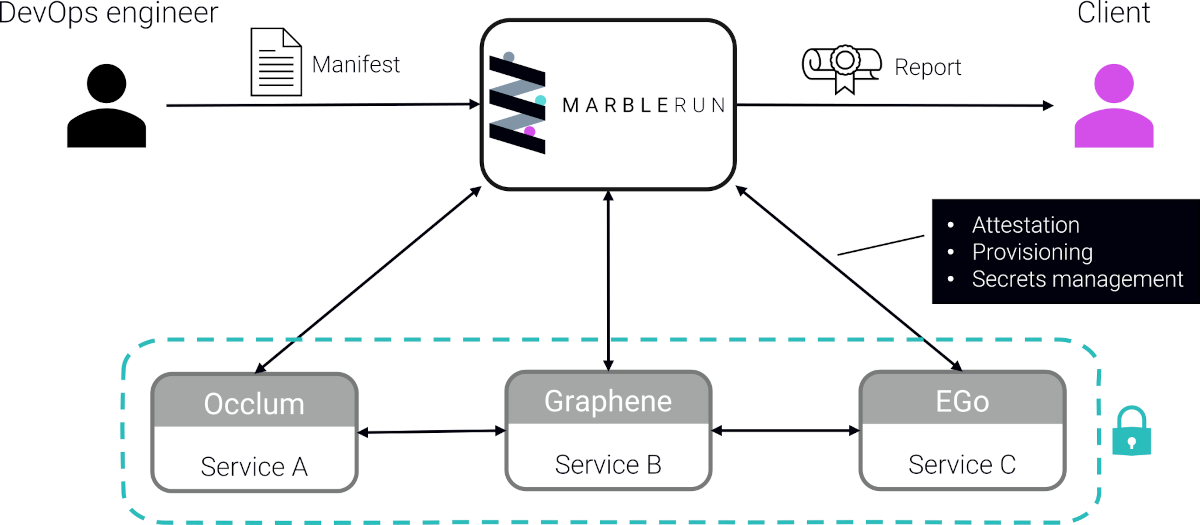 DevOps engineer
Client
Manifest
Report
MARBLERUN
• Attestation
• Provisioning
• Secrets management
Occlum
Graphene
EGo
Service A
Service B
Service C